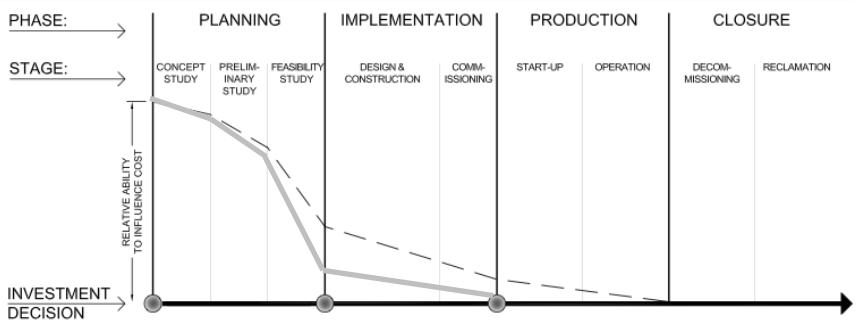 PHASE: PLANNING IMPLEMENTATION PRODUCTION CLOSURE
STAGE:
CONCEPT
STUDY
PRELIM-
INARY
STUDY
FEASIBILITY
STUDY
DESIGN &
CONSTRUCTION
COMM-
ISSIONING
START-UP
OPERATION
DECOM-
MISSIONING
RECLAMATION
RELATIVE ABILITY
TO INFLUENCE COST
INVESTMENT
DECISION